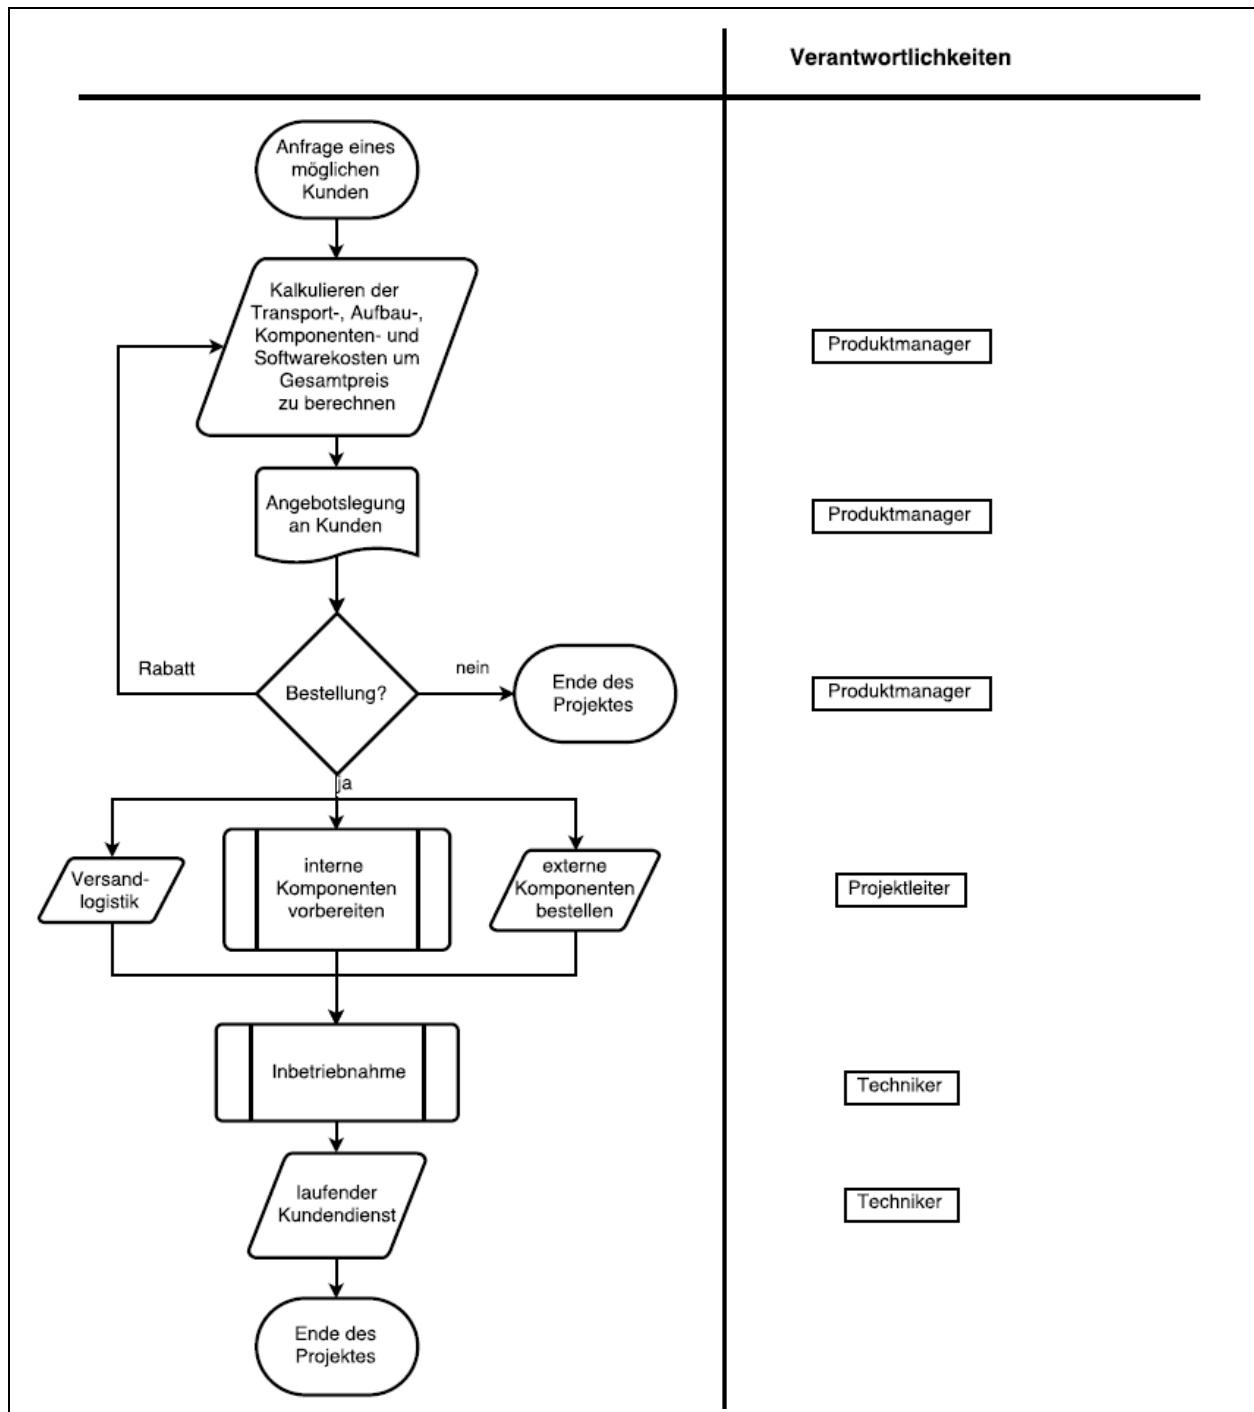 Verantwortlichkeiten
Anfrage eines
möglichen
Kunden
Kalkulieren der
Transport-, Aufbau-,
Komponenten- und
Softwarekosten um
Gesamtpreis
zu berechnen
Produktmanager
Angebotslegung
an Kunden
Produktmanager
Rabatt
Bestellung?
nein
Ende des
Projektes
Produktmanager
ja
Versand-
logistik
interne
Komponenten
vorbereiten
externe
Komponenten
bestellen
Projektleiter
Inbetriebnahme
Techniker
laufender
Kundendienst
Techniker
Ende des
Projektes